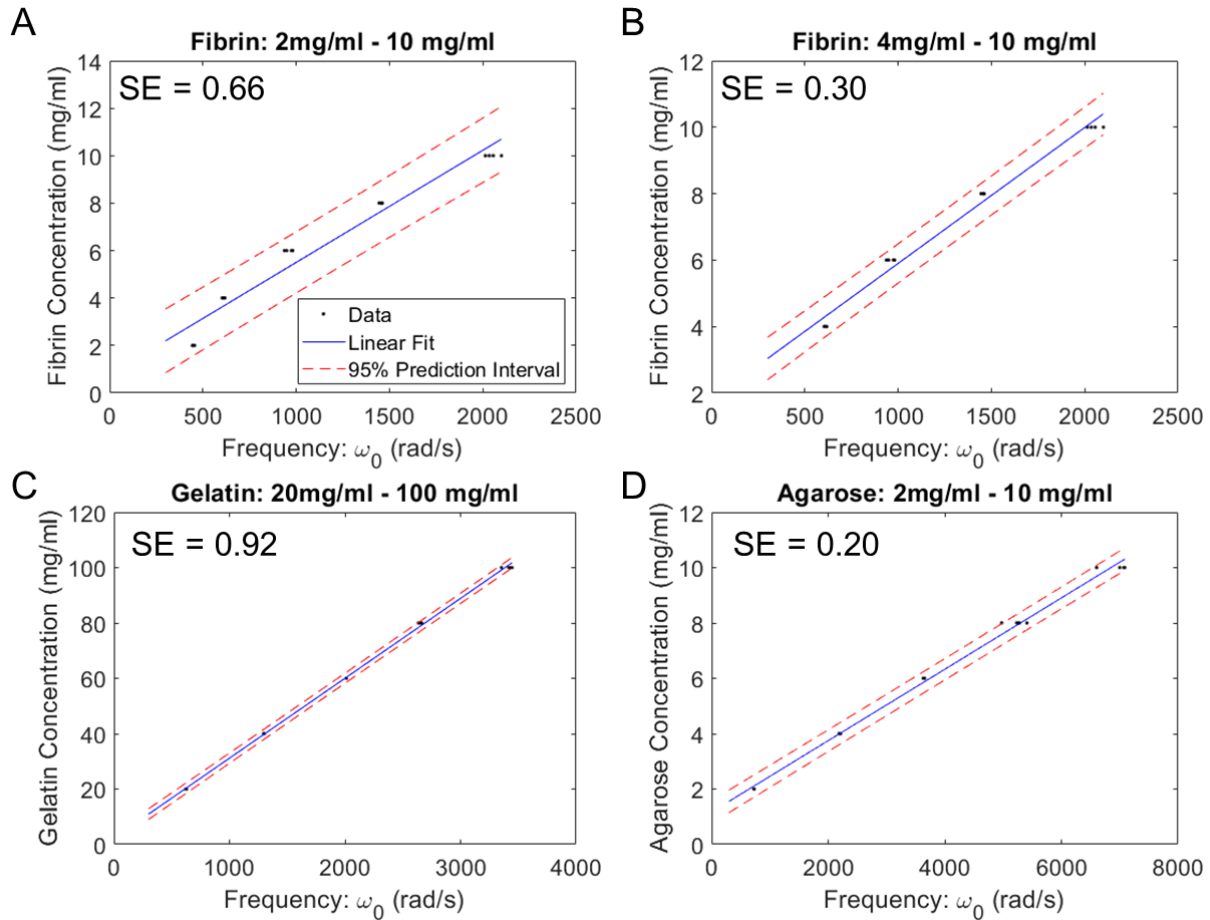 A
Fibrin: 2mg/ml - 10 mg/ml
SE = 0.66
Fibrin Concentration (mg/ml)
14
12
10
8
6
4
2
0
Data
Linear Fit
95% Prediction Interval
0 500 1000 1500 2000 2500
Frequency: ω0 (rad/s)
B
Fibrin: 4mg/ml - 10 mg/ml
SE = 0.30
Fibrin Concentration (mg/ml)
12
10
8
6
4
2
0 500 1000 1500 2000 2500
Frequency: ω0 (rad/s)
C
Gelatin: 20mg/ml - 100 mg/ml
SE = 0.92
Gelatin Concentration (mg/ml)
120
100
80
60
40
20
0
0 1000 2000 3000 4000
Frequency: ω0 (rad/s)
D
Agarose: 2mg/ml - 10 mg/ml
SE = 0.20
Agarose Concentration (mg/ml)
12
10
8
6
4
2
0
0 2000 4000 6000 8000
Frequency: ω0 (rad/s)